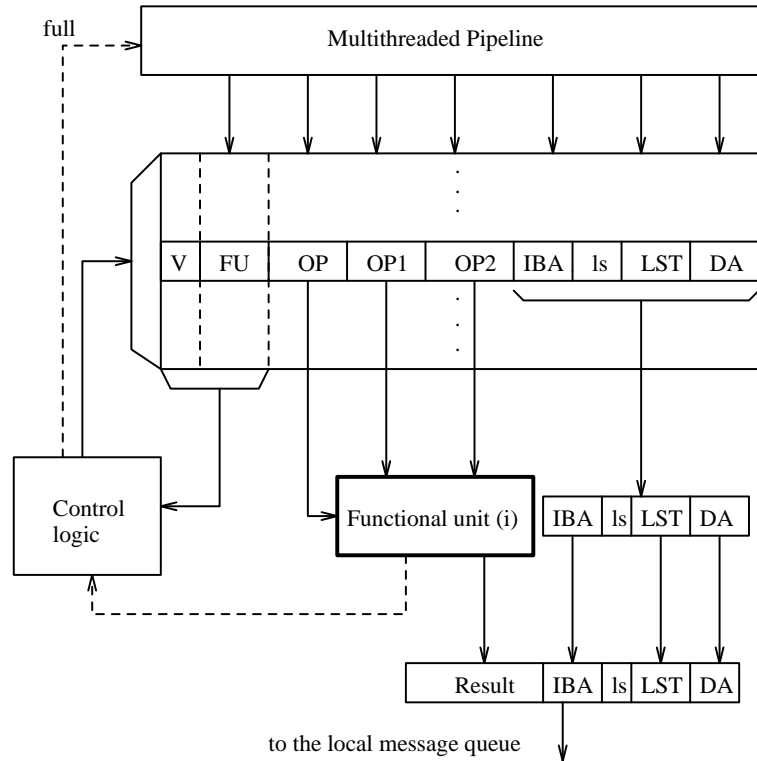 full
Multithreaded Pipeline
V FU OP OP1 OP2 IBA ls LST DA
Control
logic
Functional unit (i)
IBA ls LST DA
Result IBA ls LST DA
to the local message queue